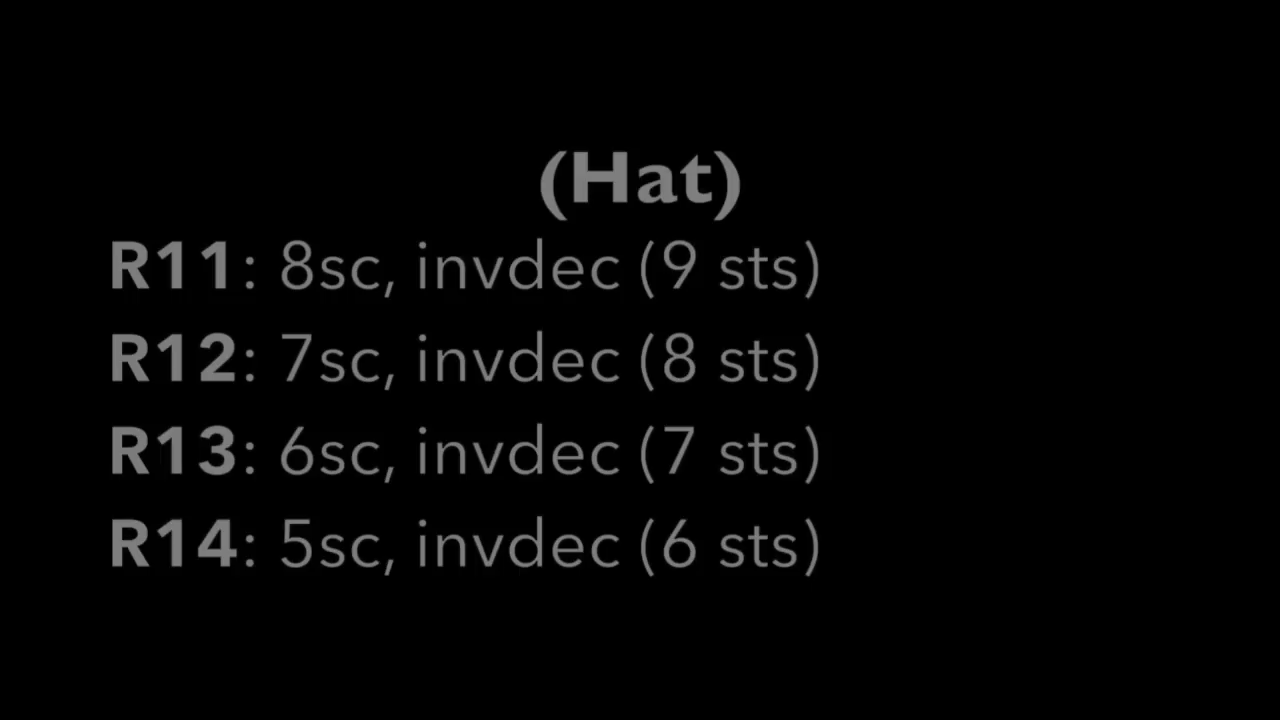 (Hat)
R11: 8sc, invdec (9 sts)
R12: 7sc, invdec (8 sts)
R13: 6sc, invdec (7 sts)
R14: 5sc, invdec (6 sts)